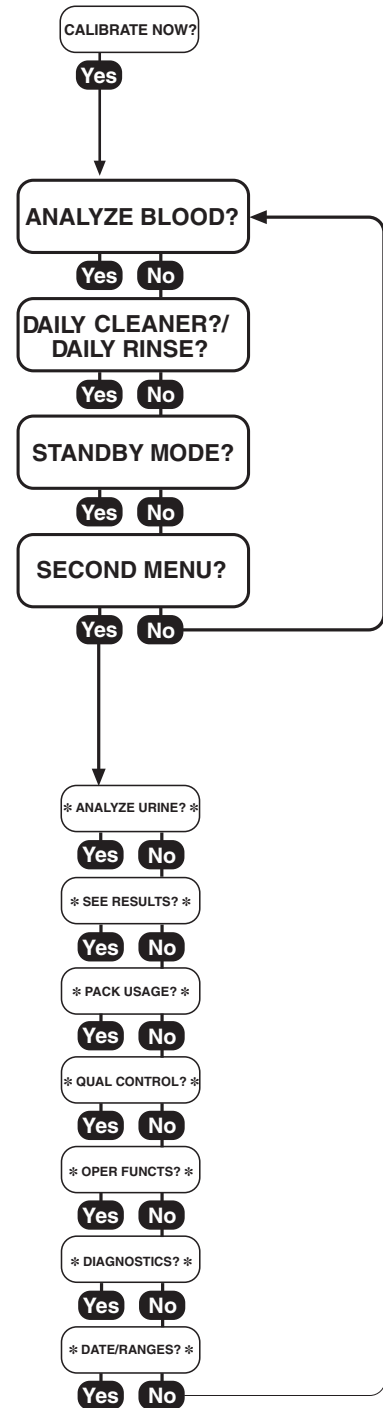 CALIBRATE NOW?
Yes
ANALYZE BLOOD?
Yes No
DAILY CLEANER?/
DAILY RINSE?
Yes No
STANDBY MODE?
Yes No
SECOND MENU?
Yes No
✻ ANALYZE URINE? ✻
Yes No
✻ SEE RESULTS? ✻
Yes No
✻ PACK USAGE? ✻
Yes No
✻ QUAL CONTROL? ✻
Yes No
✻ OPER FUNCTS? ✻
Yes No
✻ DIAGNOSTICS? ✻
Yes No
✻ DATE/RANGES? ✻
Yes No